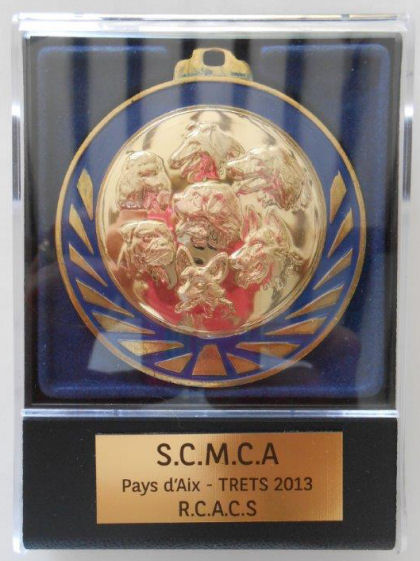 S.C.M.C.A
Pays d'Aix - TRETS 2013
R.C.A.C.S